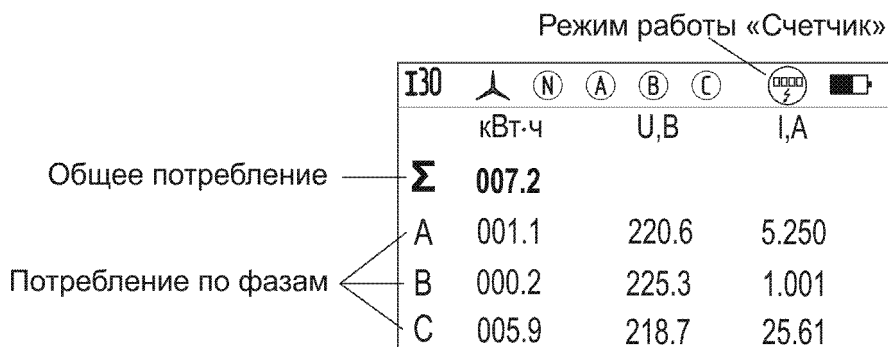 Режим работы «Счетчик»
I30 N A B C
кВт·ч U,В I,А
Общее потребление Σ 007.2
A 001.1 220.6 5.250
Потребление по фазам B 000.2 225.3 1.001
C 005.9 218.7 25.61